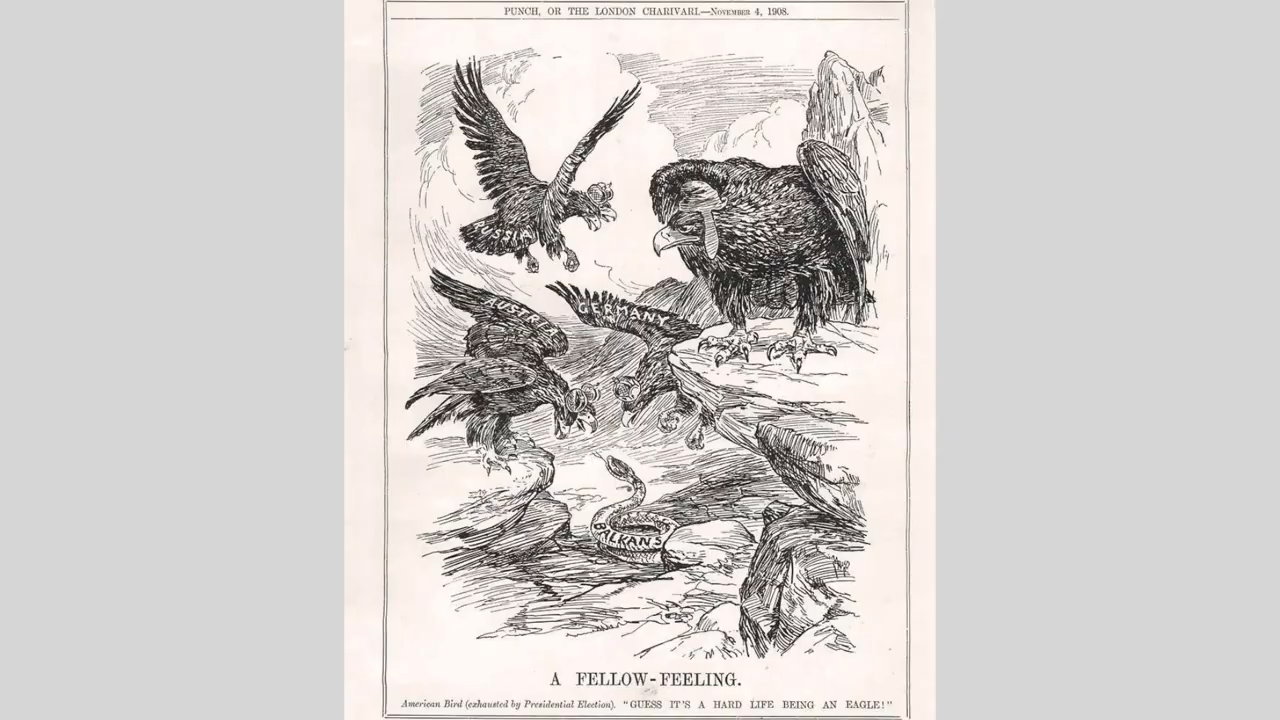 PUNCH, OR THE LONDON CHARIVARI.—NOVEMBER 4, 1908.
AUSTRIA
GERMANY
BALKANS
A FELLOW-FEELING.
American Bird (exhausted by Presidential Election). "GUESS IT'S A HARD LIFE BEING AN EAGLE!"